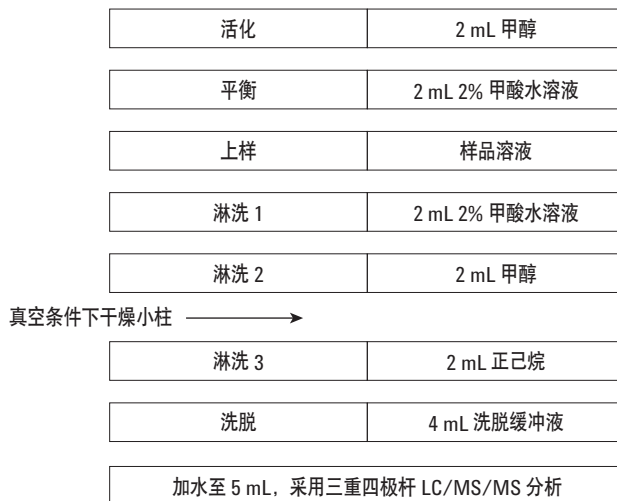 活化 2 mL 甲醇
平衡 2 mL 2% 甲酸水溶液
上样 样品溶液
淋洗 1 2 mL 2% 甲酸水溶液
淋洗 2 2 mL 甲醇
真空条件下干燥小柱
淋洗 3 2 mL 正己烷
洗脱 4 mL 洗脱缓冲液
加水至 5 mL，采用三重四极杆 LC/MS/MS 分析